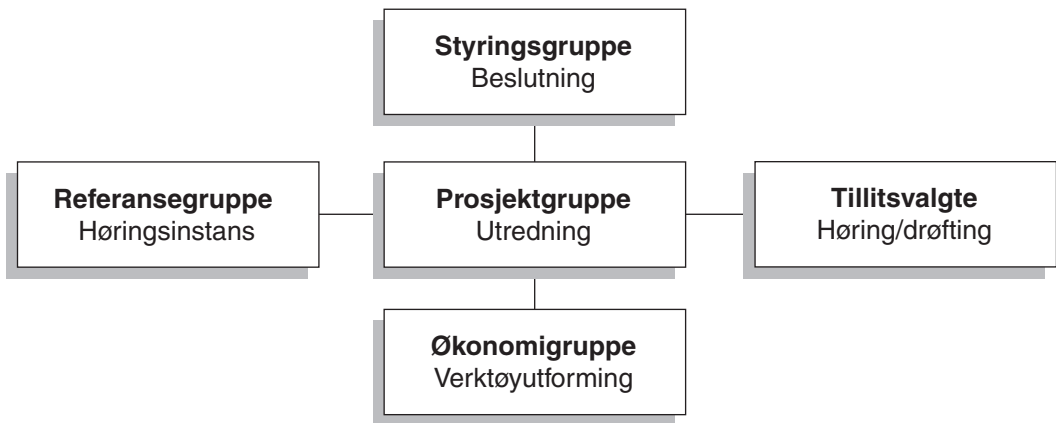 Styringsgruppe
Beslutning
Referansegruppe
Høringsinstans
Prosjektgruppe
Utredning
Tillitsvalgte
Høring/drøfting
Økonomigruppe
Verktøyutforming